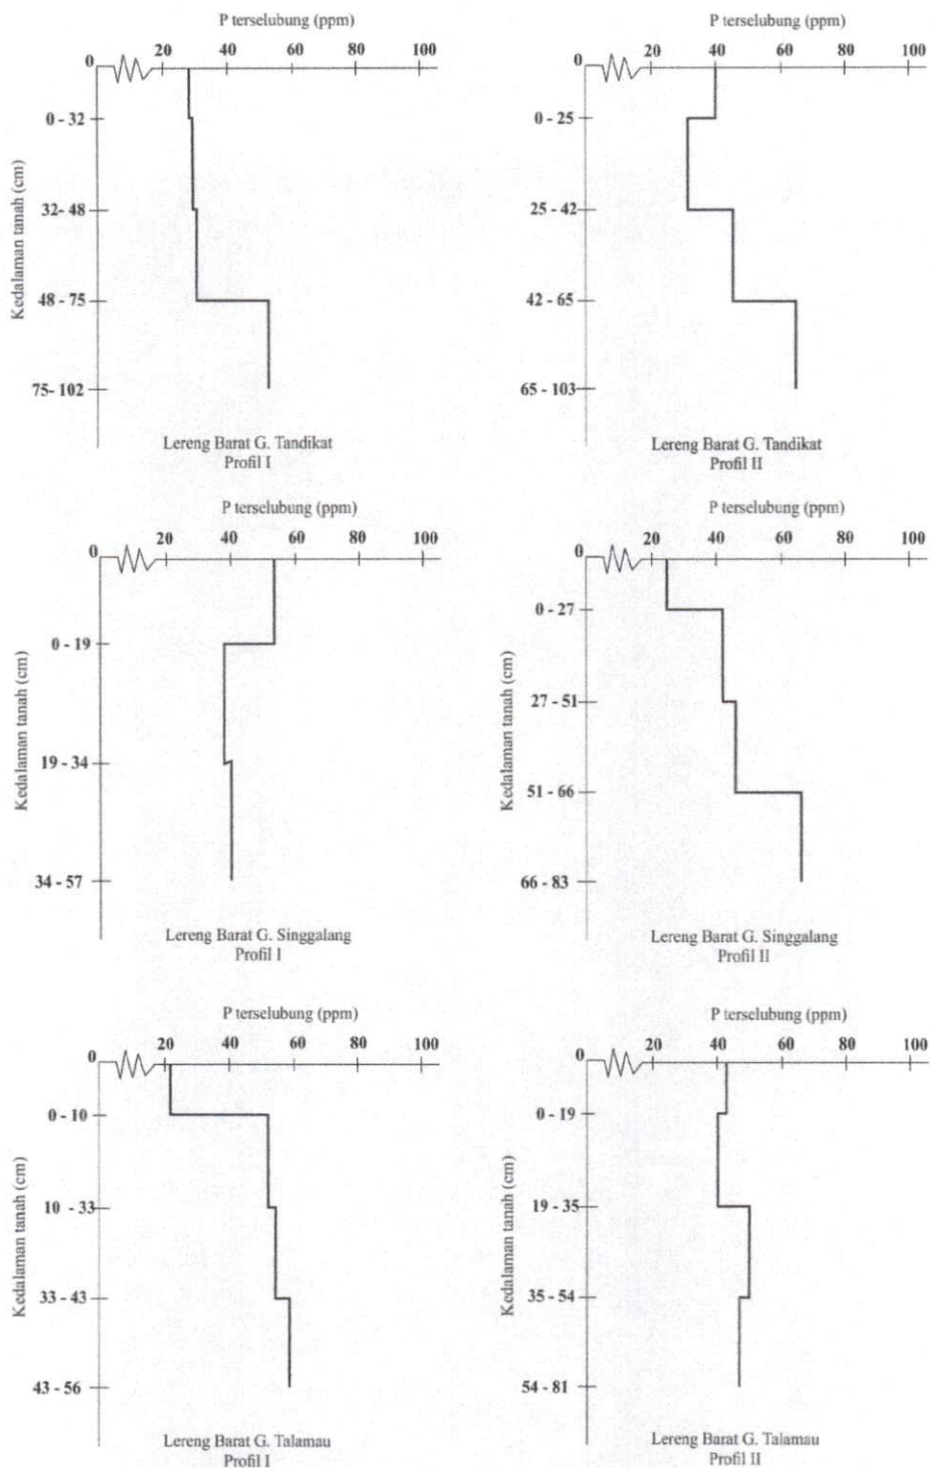 P terselubung (ppm)
0 20 40 60 80 100
Kedalaman tanah (cm)
0 - 32
32- 48
48 - 75
75- 102
Lereng Barat G. Tandikat
Profil I
P terselubung (ppm)
0 20 40 60 80 100
0 - 25
25 - 42
42 - 65
65 - 103
Lereng Barat G. Tandikat
Profil II
P terselubung (ppm)
0 20 40 60 80 100
Kedalaman tanah (cm)
0 - 19
19 - 34
34 - 57
Lereng Barat G. Singgalang
Profil I
P terselubung (ppm)
0 20 40 60 80 100
Kedalaman tanah (cm)
0 - 27
27 - 51
51 - 66
66 - 83
Lereng Barat G. Singgalang
Profil II
P terselubung (ppm)
0 20 40 60 80 100
Kedalaman tanah (cm)
0 - 10
10 - 33
33 - 43
43 - 56
Lereng Barat G. Talamau
Profil I
P terselubung (ppm)
0 20 40 60 80 100
Kedalaman tanah (cm)
0 - 19
19 - 35
35 - 54
54 - 81
Lereng Barat G. Talamau
Profil II